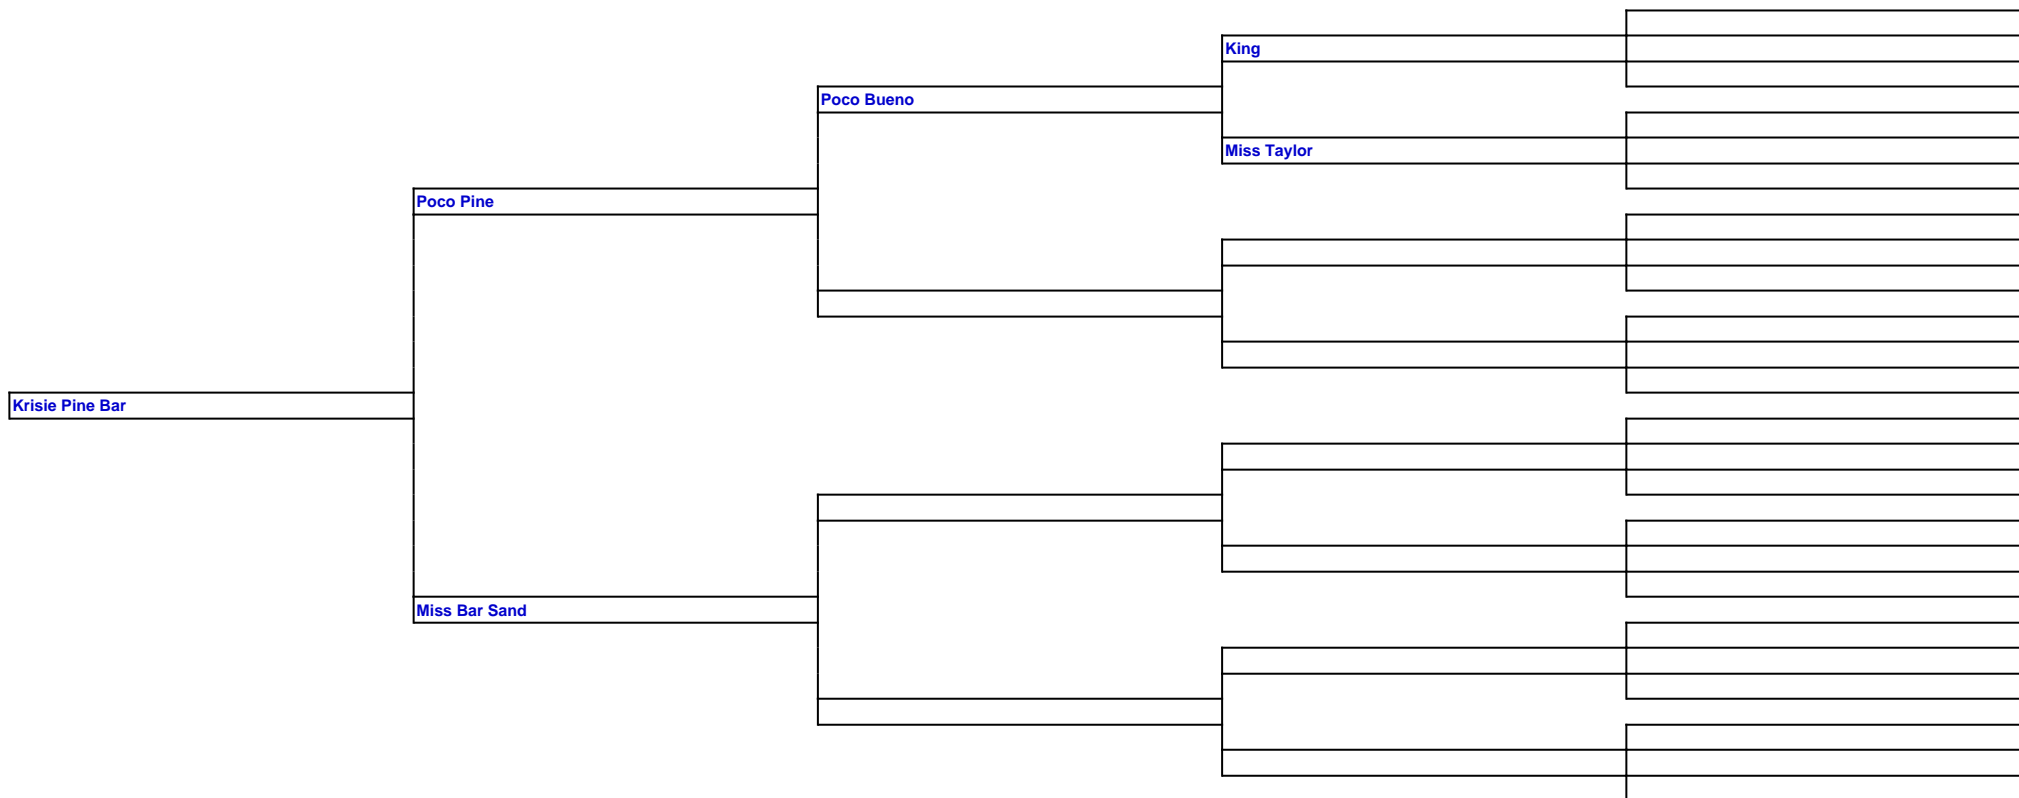 King
Poco Bueno
Miss Taylor
Poco Pine
Krisie Pine Bar
Miss Bar Sand